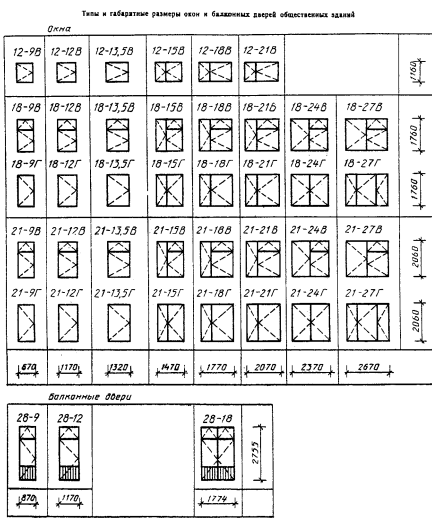 Типы и габаритные размеры окон и балконных дверей общественных зданий
Окна
12-9В 12-12В 12-13,5В 12-15В 12-18В 12-21В
1160
18-9В 18-12В 18-13,5В 18-15В 18-18В 18-21В 18-24В 18-27В
1760
18-9Г 18-12Г 18-13,5Г 18-15Г 18-18Г 18-21Г 18-24Г 18-27Г
1760
21-9В 21-12В 21-13,5В 21-15В 21-18В 21-21В 21-24В 21-27В
2060
21-9Г 21-12Г 21-13,5Г 21-15Г 21-18Г 21-21Г 21-24Г 21-27Г
2060
870 1170 1320 1470 1770 2070 2370 2670
Балконные двери
28-9 28-12 28-18
2755
870 1170 1774